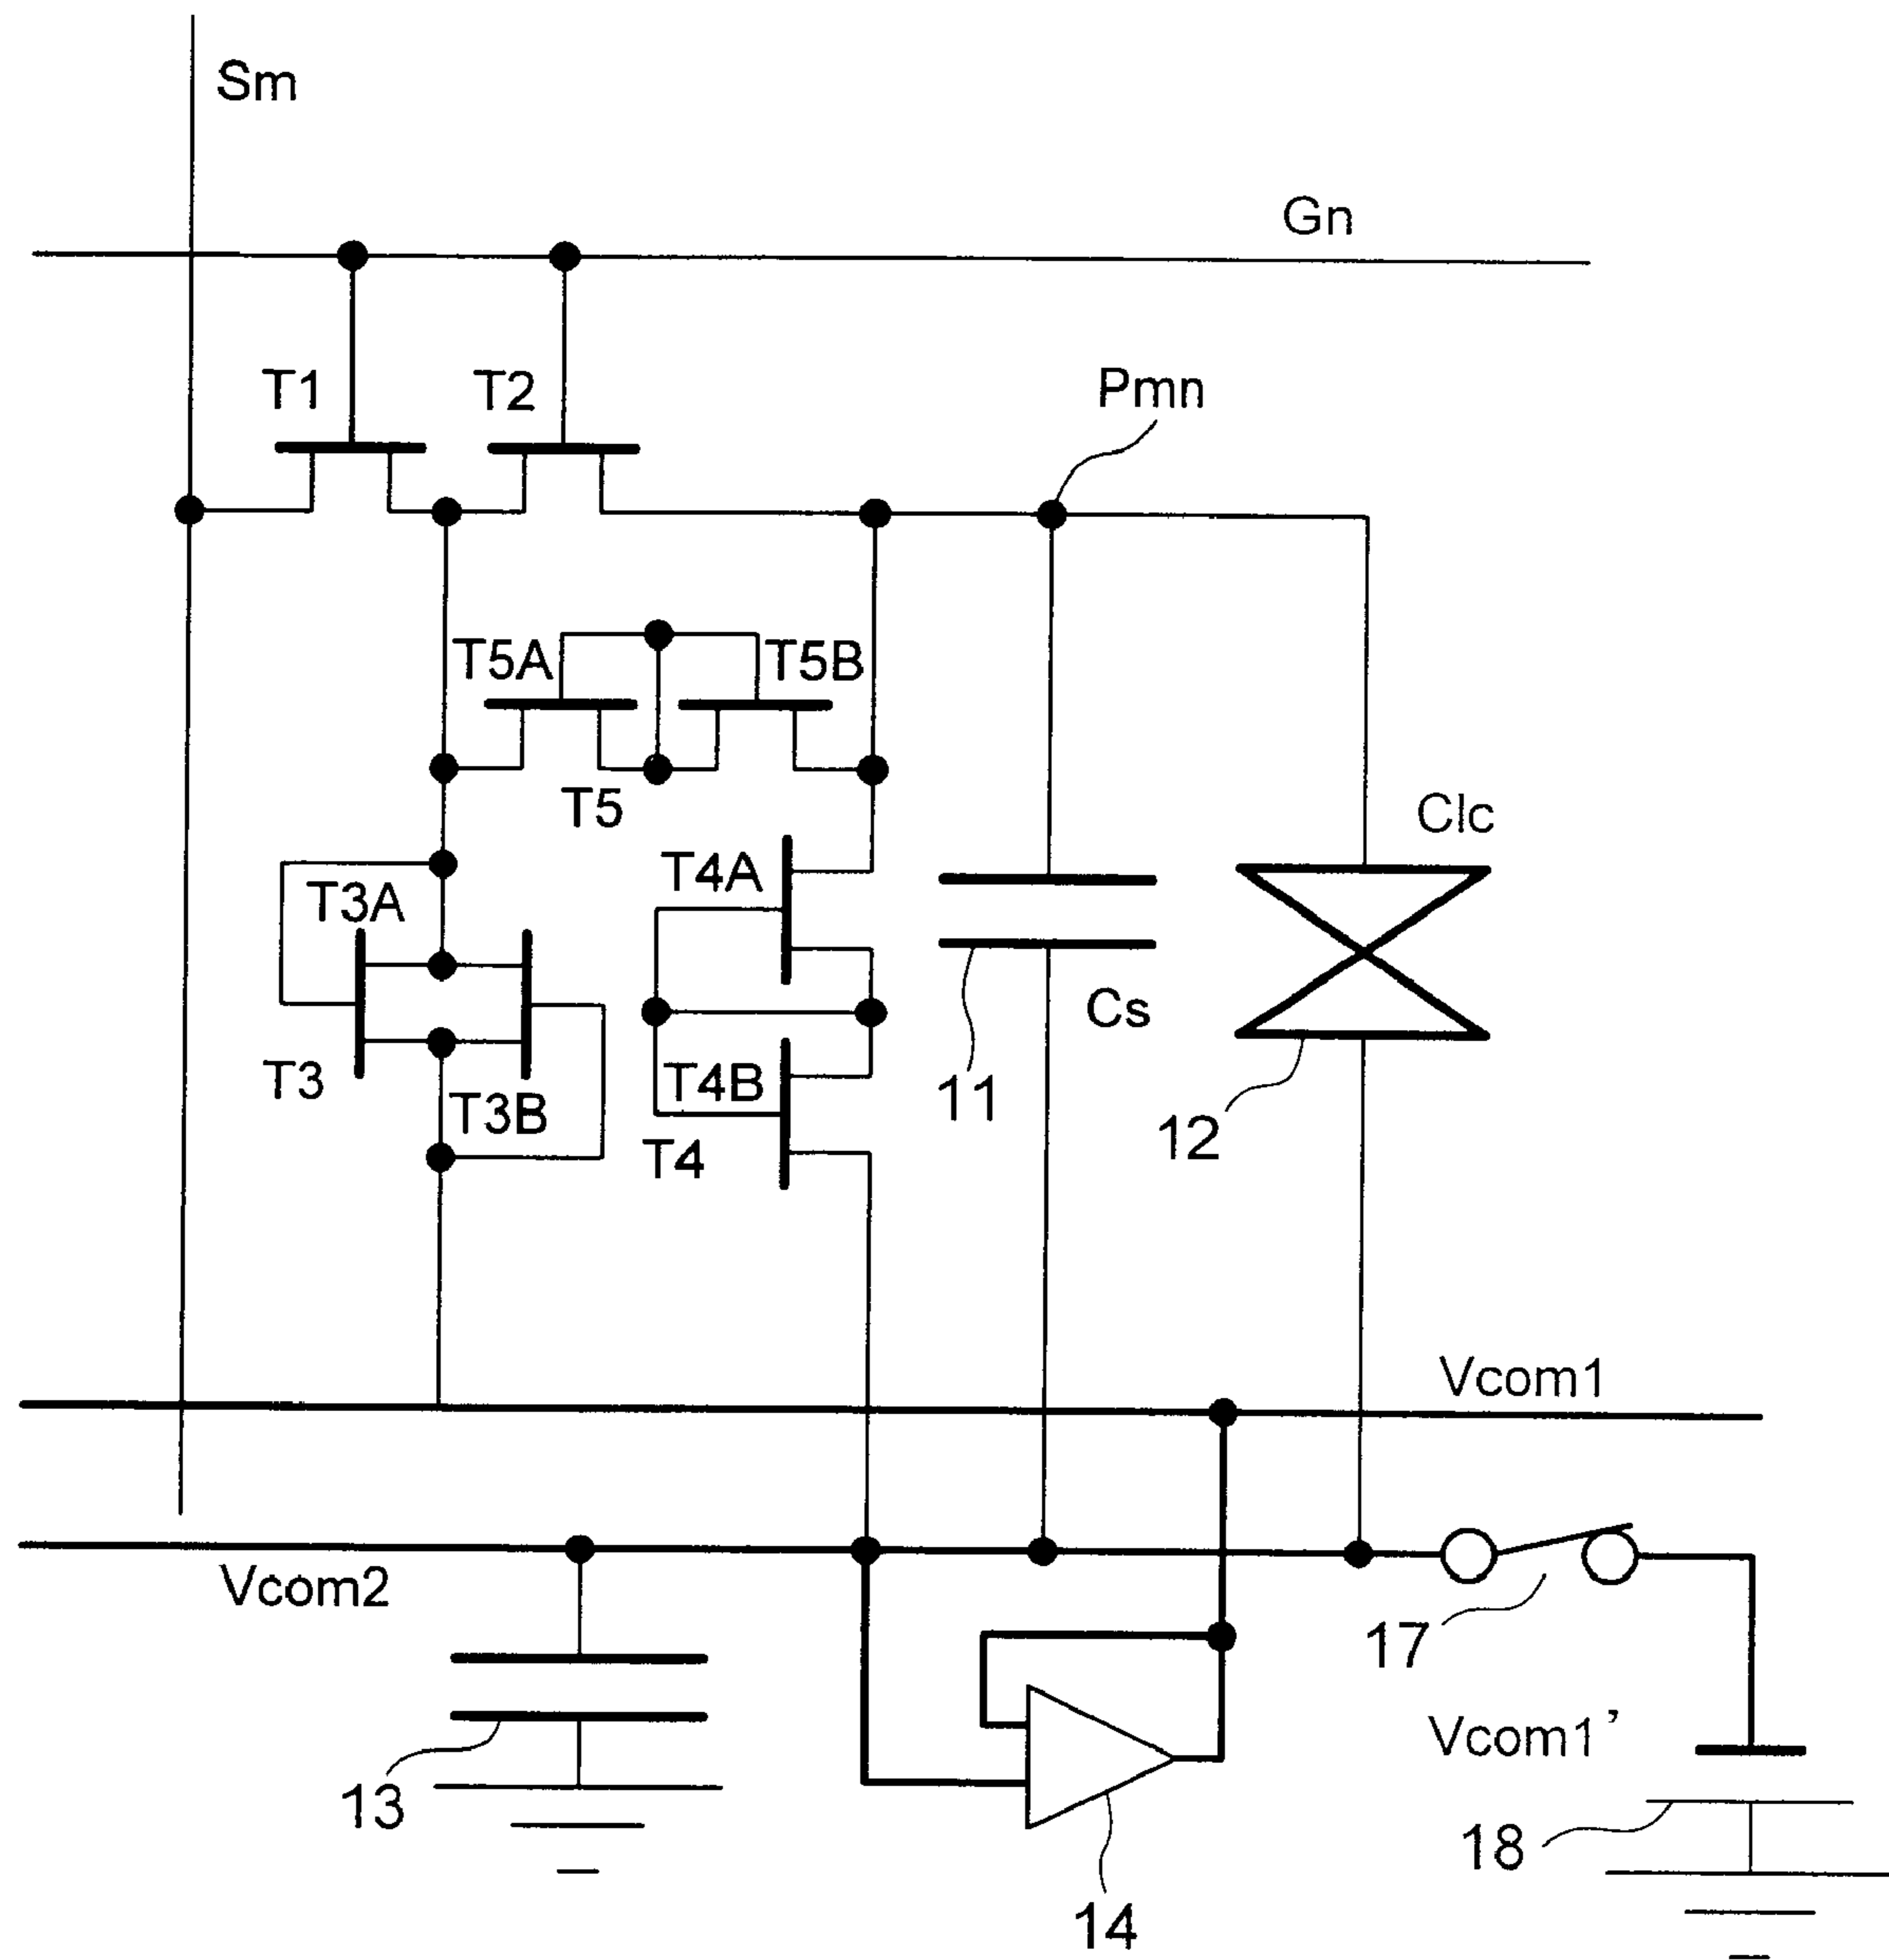 Sm
Gn
T1
T2
Pmn
T5A
T5B
T5
Clc
T3A
T4A
Cs
T3
T4B
11
T3B
T4
12
Vcom1
Vcom2
17
Vcom1’
13
18
14